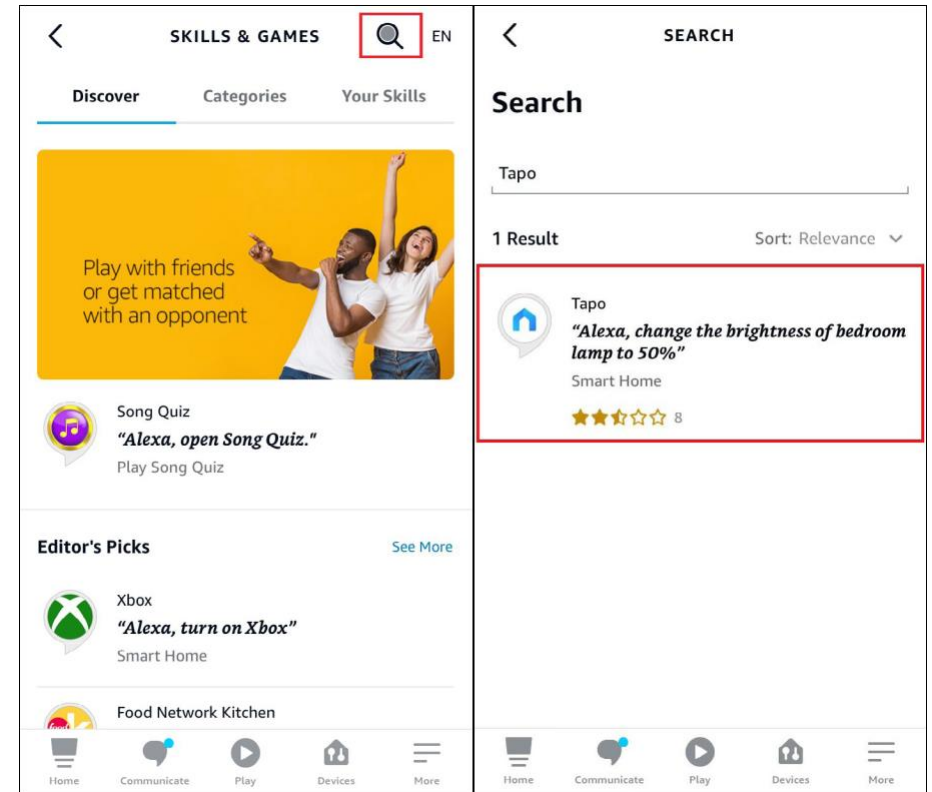 SKILLS & GAMES
EN
Discover
Categories
Your Skills
Play with friends
or get matched
with an opponent
Song Quiz
“Alexa, open Song Quiz."
Play Song Quiz
Editor's Picks
See More
Xbox
“Alexa, turn on Xbox”
Smart Home
food
Food Network Kitchen
Home
Communicate
Play
Devices
More
SEARCH
Search
Tapo
1 Result
Sort: Relevance
Tapo
“Alexa, change the brightness of bedroom
lamp to 50%”
Smart Home
8
Home
Communicate
Play
Devices
More